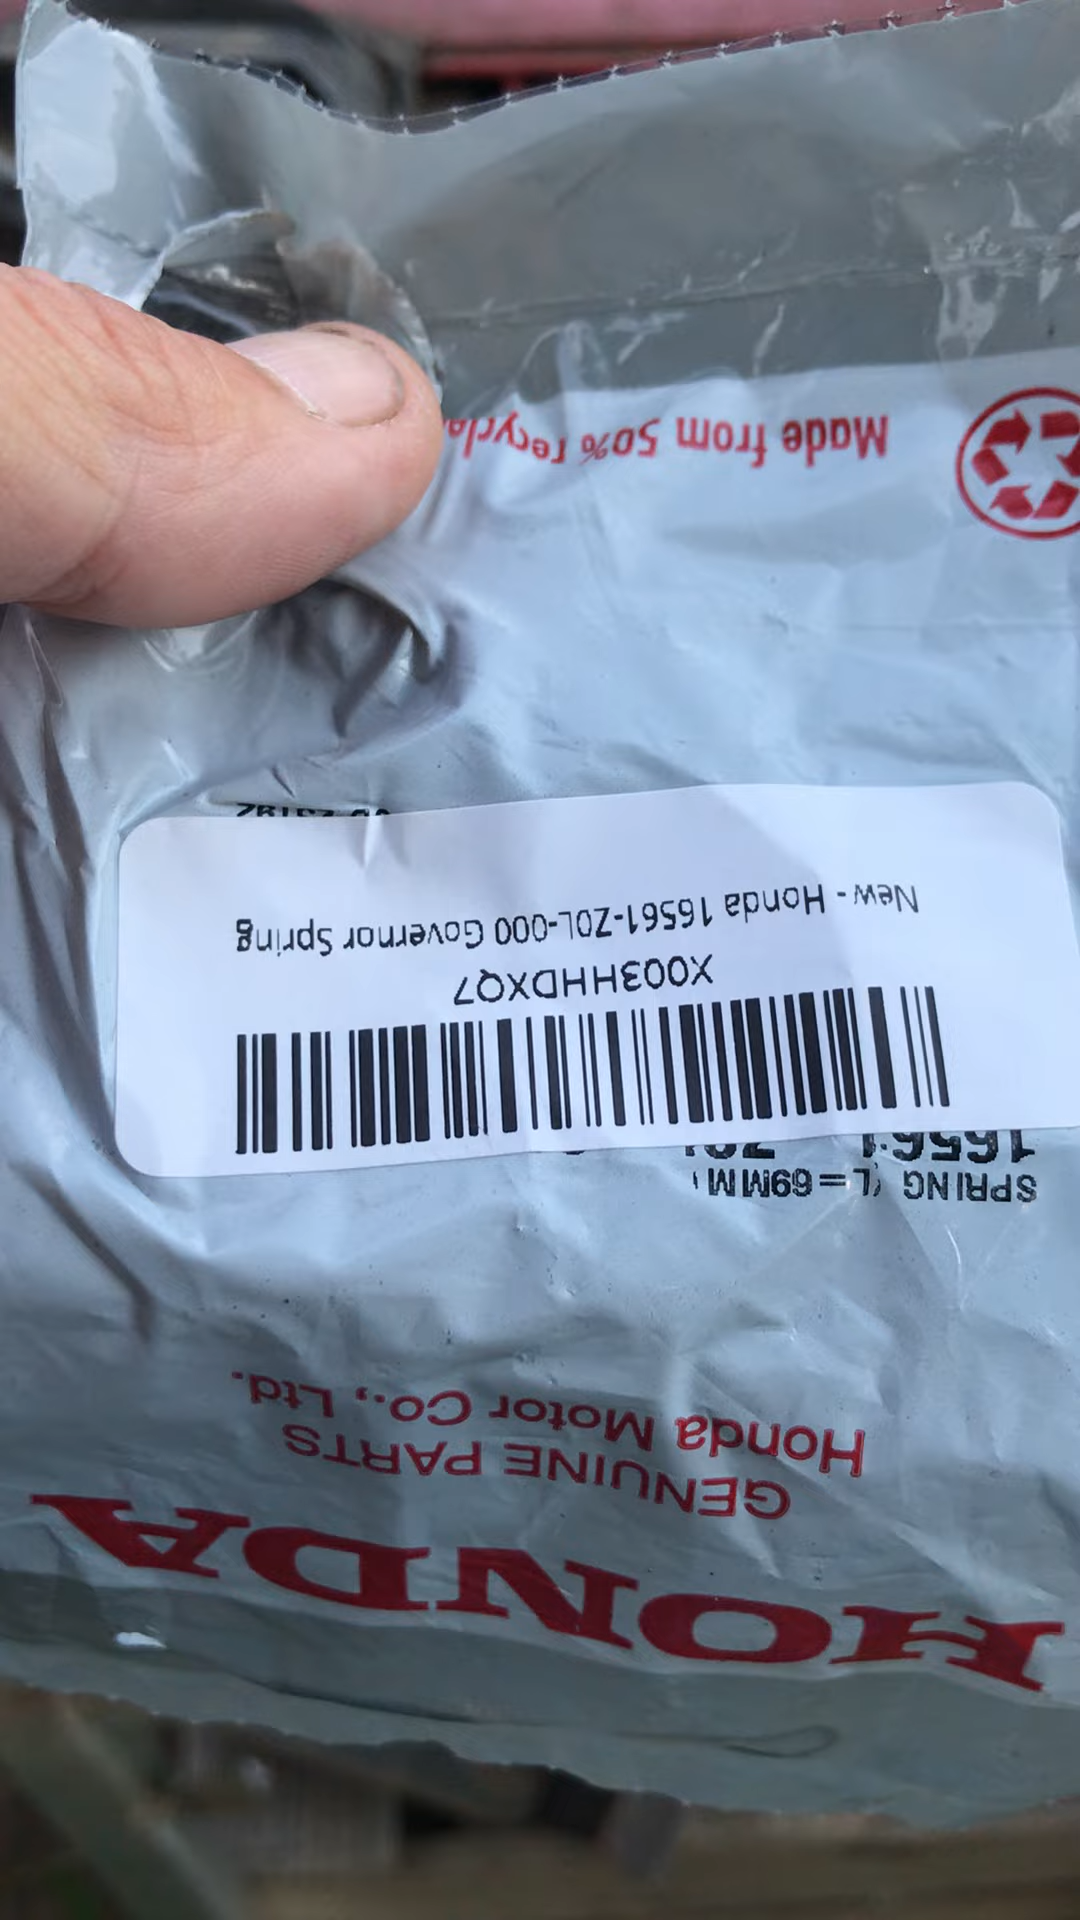 HONDA
GENUINE PARTS
Honda Motor Co., Ltd.
SPRING (L=69MM)
16561
X003HHDXQ7
New - Honda 16561-Z0L-000 Governor Spring
Made from 50%